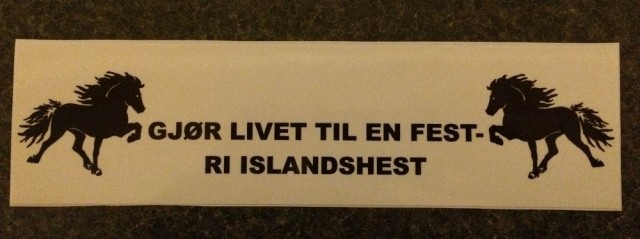 GJØR LIVET TIL EN FEST-
RI ISLANDSHEST